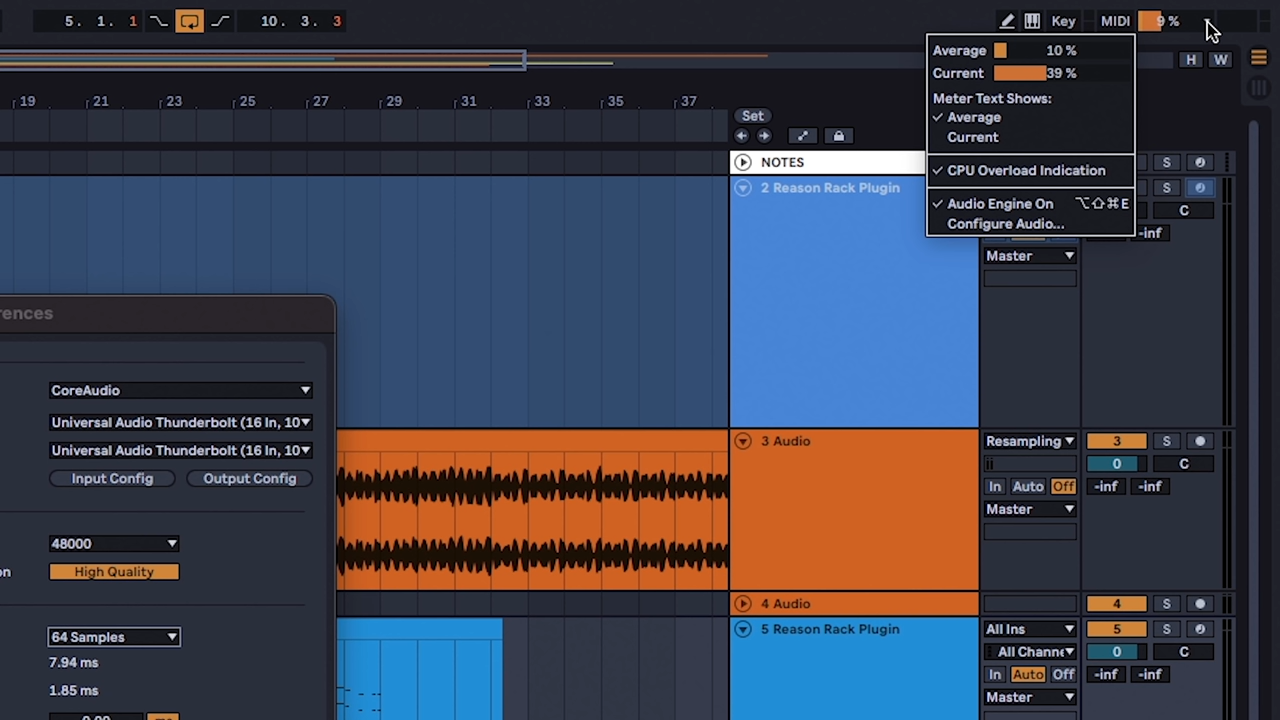 5. 1. 1 10. 3. 3 Key MIDI 9 %
Average 10 %
Current 39 %
Meter Text Shows:
✓ Average
Current
✓ CPU Overload Indication
✓ Audio Engine On ⌥⇧⌘E
Configure Audio...
H W
19 21 23 25 27 29 31 33 35 37
Set
NOTES S
2 Reason Rack Plugin S
C
-inf
Master
rences
CoreAudio
Universal Audio Thunderbolt (16 In, 10
Universal Audio Thunderbolt (16 In, 10
Input Config Output Config
48000
on High Quality
64 Samples
7.94 ms
1.85 ms
3 Audio Resampling 3 S
0 C
In Auto Off -inf -inf
Master
4 Audio 4 S
5 Reason Rack Plugin All Ins 5 S
All Channe 0 C
In Auto Off -inf -inf
Master